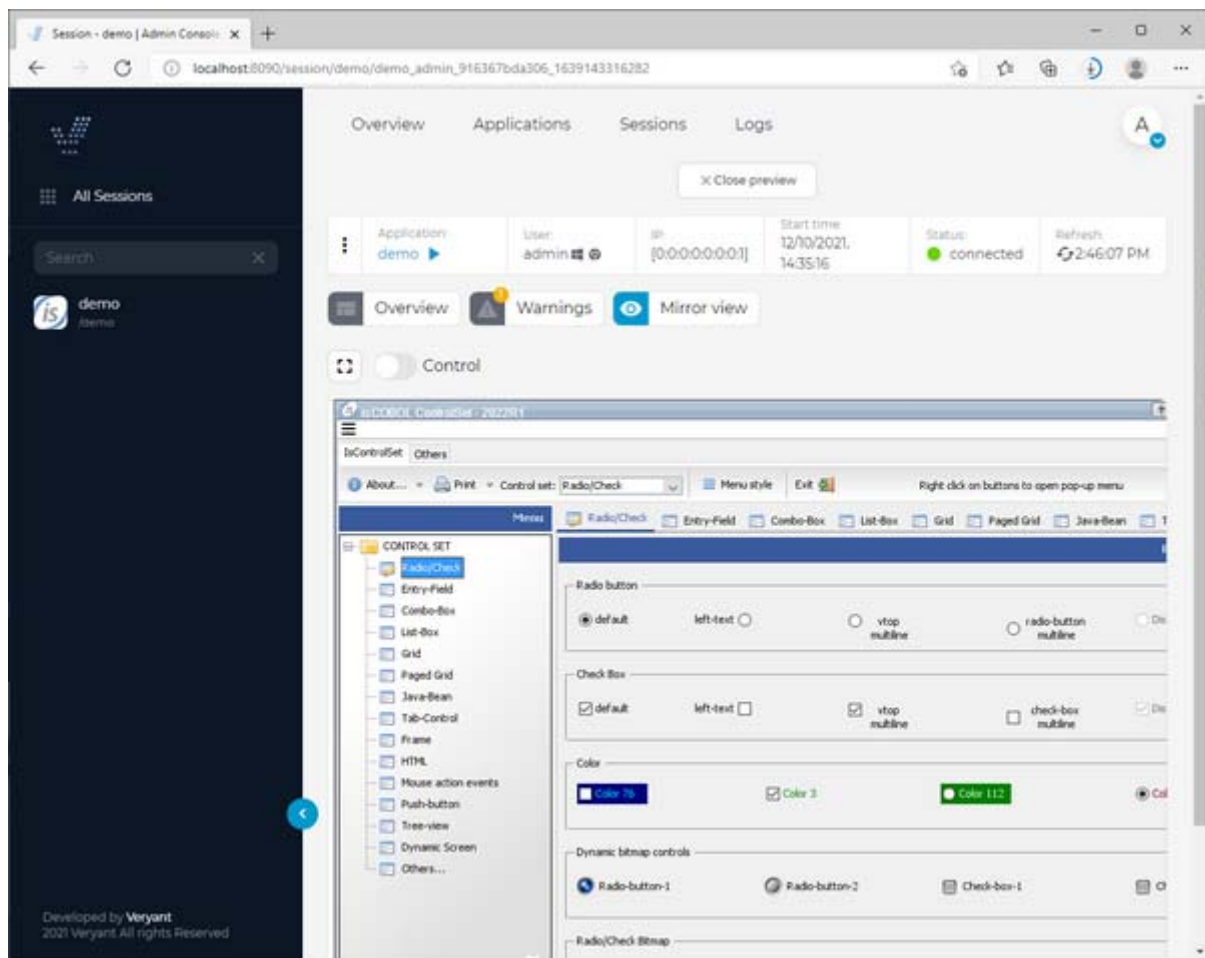 Session - demo | Admin Consol
localhost:8090/session/demo/demo_admin_916367bda306_1639143316282
Overview Applications Sessions Logs A
All Sessions
Close preview
Search
Application: demo
User: admin
IP: [0:0:0:0:0:0:0:1]
Start time 12/10/2021, 14:35:16
Status: connected
Refresh: 2:46:07 PM
demo
/demo
Overview Warnings Mirror view
Control
isCOBOL ControlSet - 2022R1
IsControlSet Others
About... Print Control set: Radio/Check Menu style Exit Right click on buttons to open pop-up menu
Menu
Radio/Check Entry-Field Combo-Box List-Box Grid Paged Grid Java-Bean T
CONTROL SET
Radio/Check
Entry-Field
Combo-Box
List-Box
Grid
Paged Grid
Java-Bean
Tab-Control
Frame
HTML
Mouse action events
Push-button
Tree-view
Dynamic Screen
Others...
Radio button
default left-text vtop multiline radio-button multiline Dis
Check Box
default left-text vtop multiline check-box multiline Dis
Color
Color 76 Color 3 Color 112 Col
Dynamic bitmap controls
Radio-button-1 Radio-button-2 Check-box-1
Radio/Check Bitmap
Developed by Veryant
2021 Veryant All rights Reserved